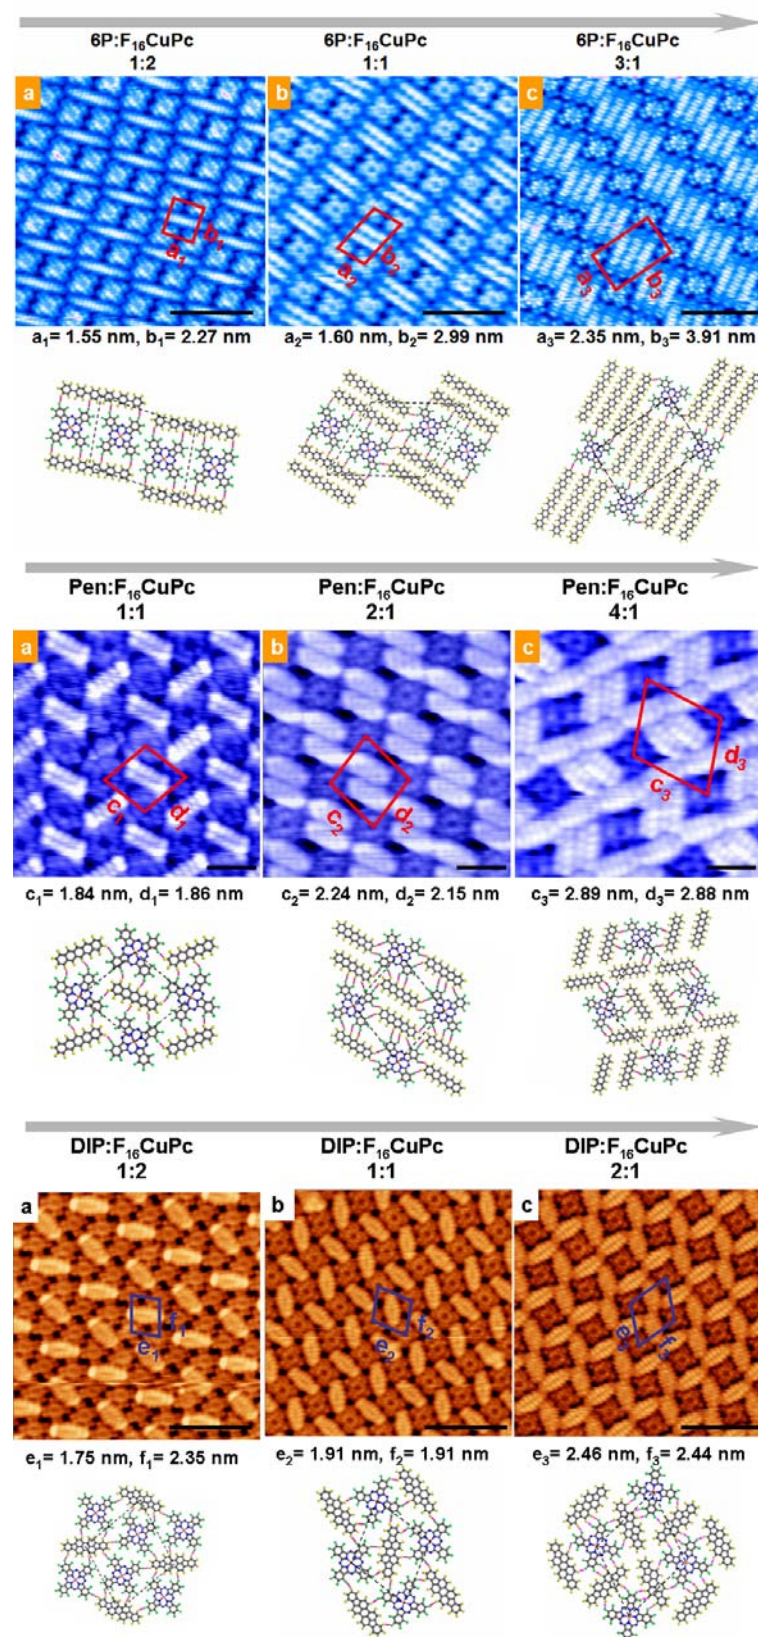 6P:F₁₆CuPc 6P:F₁₆CuPc 6P:F₁₆CuPc
1:2 1:1 3:1
a b c
a₁ b₁ a₂ b₂ a₃ b₃
a₁= 1.55 nm, b₁= 2.27 nm a₂= 1.60 nm, b₂= 2.99 nm a₃= 2.35 nm, b₃= 3.91 nm
Pen:F₁₆CuPc Pen:F₁₆CuPc Pen:F₁₆CuPc
1:1 2:1 4:1
a b c
c₁ d₁ c₂ d₂ c₃ d₃
c₁= 1.84 nm, d₁= 1.86 nm c₂= 2.24 nm, d₂= 2.15 nm c₃= 2.89 nm, d₃= 2.88 nm
DIP:F₁₆CuPc DIP:F₁₆CuPc DIP:F₁₆CuPc
1:2 1:1 2:1
a b c
e₁ f₁ e₂ f₂ e₃ f₃
e₁= 1.75 nm, f₁= 2.35 nm e₂= 1.91 nm, f₂= 1.91 nm e₃= 2.46 nm, f₃= 2.44 nm